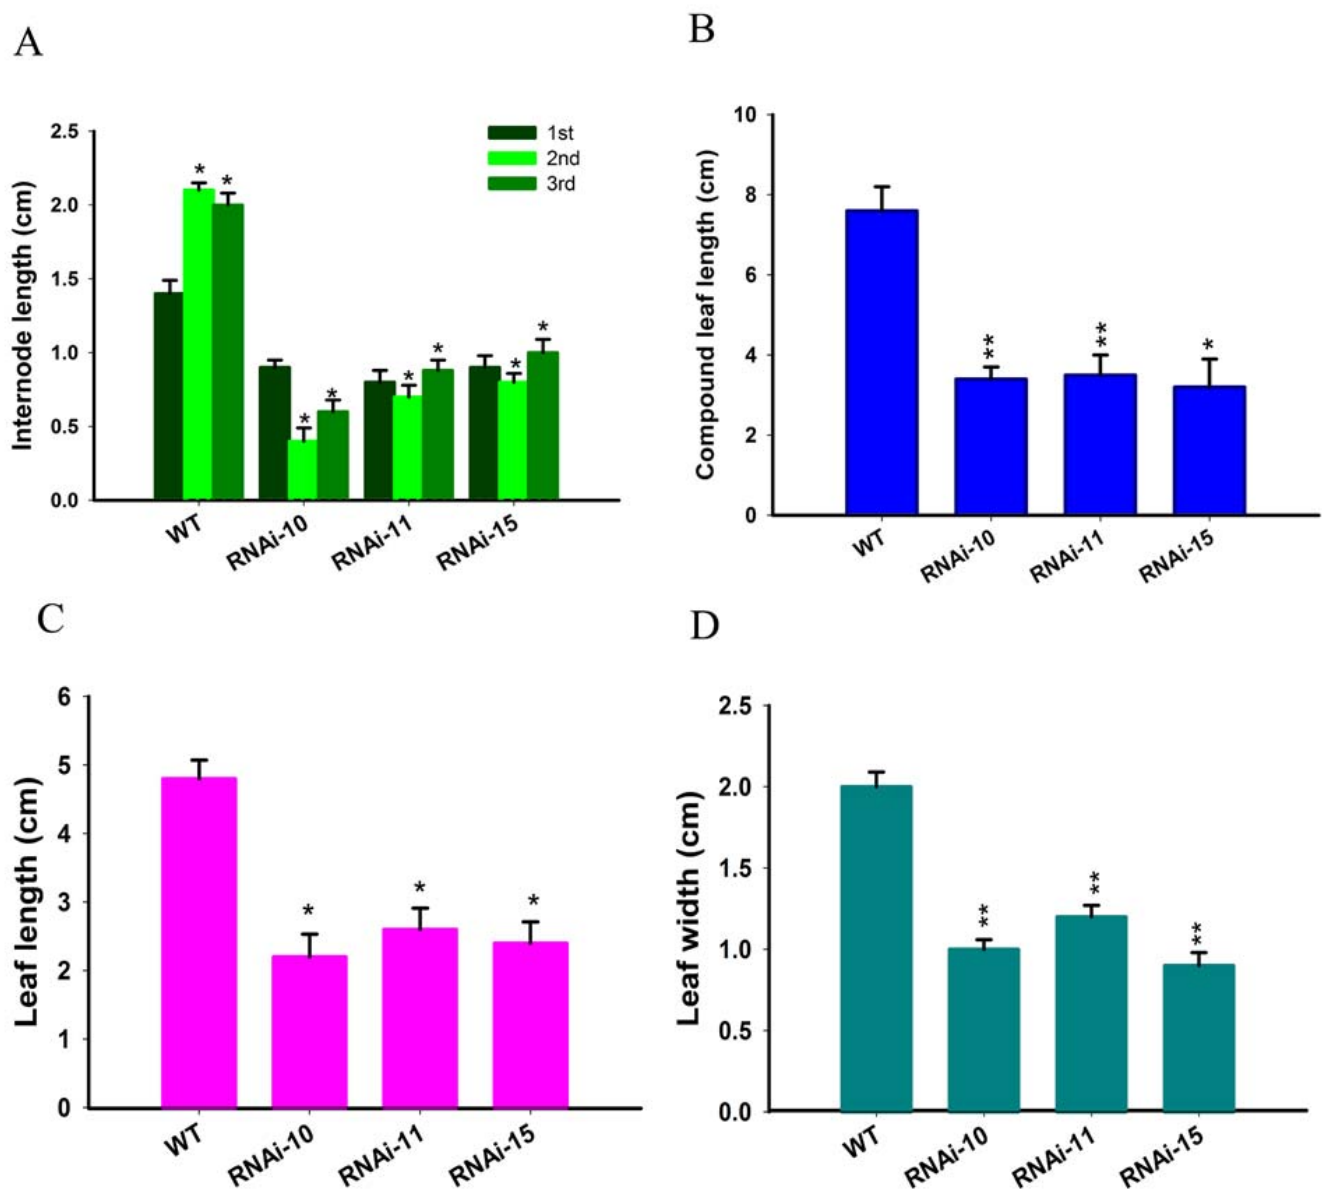 A
Internode length (cm)
2.5
2.0
1.5
1.0
0.5
0.0
1st
2nd
3rd
* *
* *
* *
* *
WT
RNAi-10
RNAi-11
RNAi-15
B
Compound leaf length (cm)
10
8
6
4
2
0
**
**
*
WT
RNAi-10
RNAi-11
RNAi-15
C
Leaf length (cm)
6
5
4
3
2
1
0
*
*
*
WT
RNAi-10
RNAi-11
RNAi-15
D
Leaf width (cm)
2.5
2.0
1.5
1.0
0.5
0.0
**
**
**
WT
RNAi-10
RNAi-11
RNAi-15